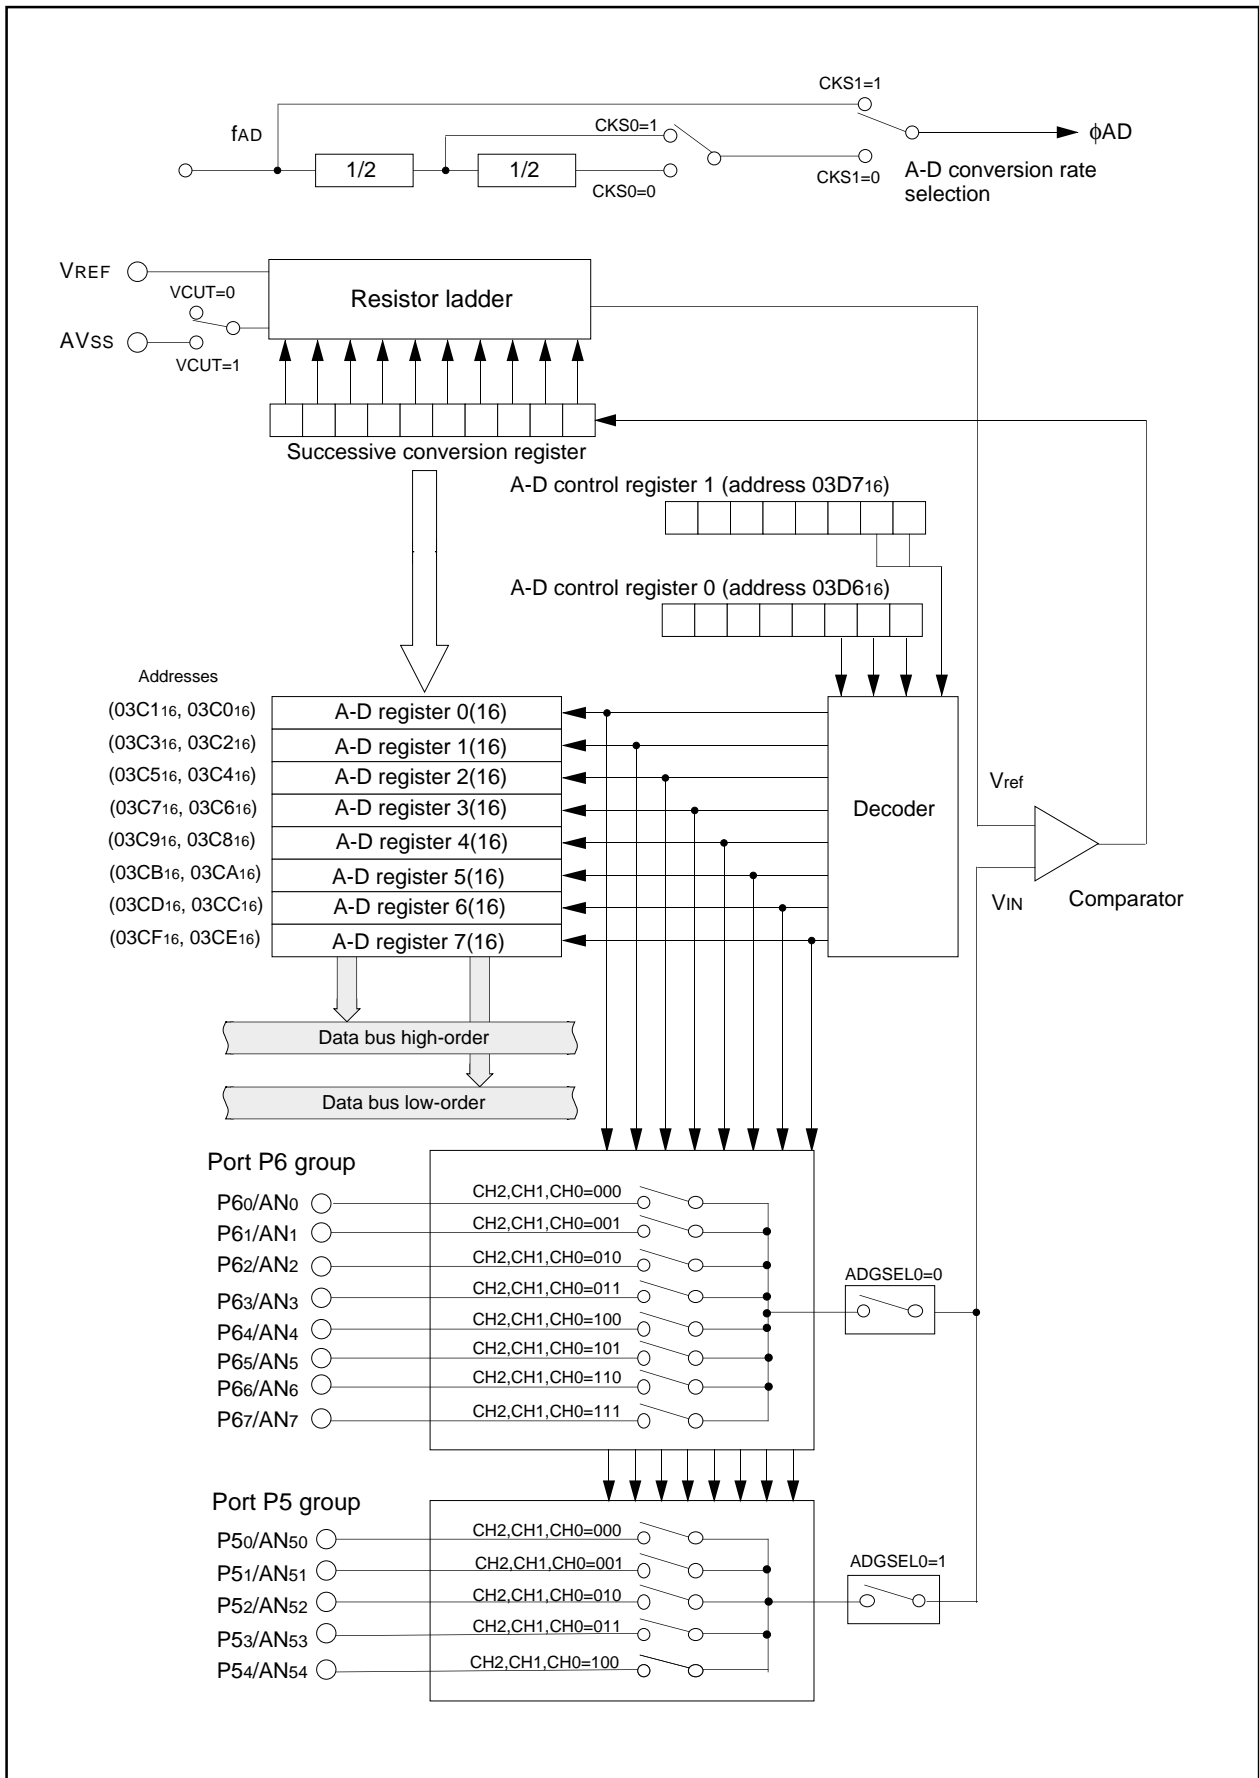 CKS1=1
fAD
CKS0=1
ϕAD
1/2
1/2
CKS0=0
CKS1=0
A-D conversion rate
selection
VREF
VCUT=0
Resistor ladder
AVSS
VCUT=1
Successive conversion register
A-D control register 1 (address 03D716)
A-D control register 0 (address 03D616)
Addresses
(03C116, 03C016)
A-D register 0(16)
(03C316, 03C216)
A-D register 1(16)
(03C516, 03C416)
A-D register 2(16)
(03C716, 03C616)
A-D register 3(16)
(03C916, 03C816)
A-D register 4(16)
(03CB16, 03CA16)
A-D register 5(16)
(03CD16, 03CC16)
A-D register 6(16)
(03CF16, 03CE16)
A-D register 7(16)
Decoder
Vref
VIN
Comparator
Data bus high-order
Data bus low-order
Port P6 group
P60/AN0
CH2,CH1,CH0=000
P61/AN1
CH2,CH1,CH0=001
P62/AN2
CH2,CH1,CH0=010
P63/AN3
CH2,CH1,CH0=011
P64/AN4
CH2,CH1,CH0=100
P65/AN5
CH2,CH1,CH0=101
P66/AN6
CH2,CH1,CH0=110
P67/AN7
CH2,CH1,CH0=111
ADGSEL0=0
Port P5 group
P50/AN50
CH2,CH1,CH0=000
P51/AN51
CH2,CH1,CH0=001
P52/AN52
CH2,CH1,CH0=010
P53/AN53
CH2,CH1,CH0=011
P54/AN54
CH2,CH1,CH0=100
ADGSEL0=1